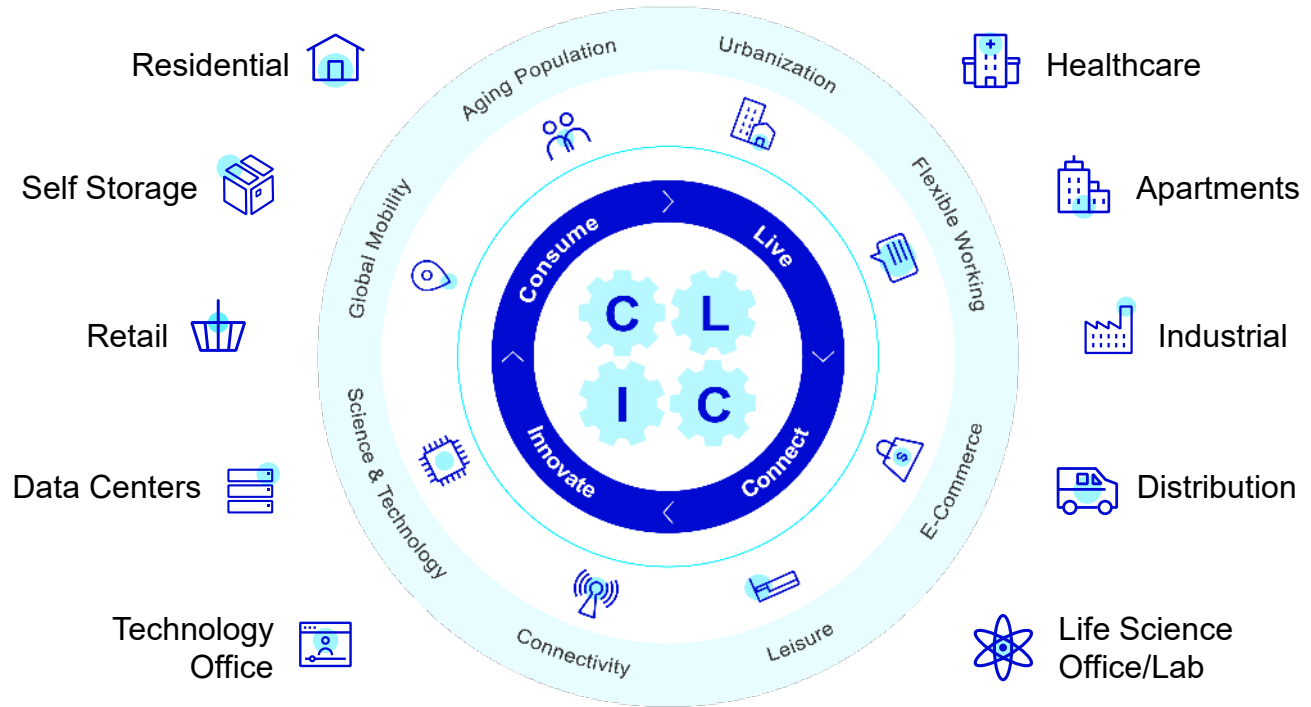 Residential
Self Storage
Retail
Data Centers
Technology
Office
Aging Population
Urbanization
Flexible Working
E-Commerce
Leisure
Connectivity
Science & Technology
Global Mobility
Consume
Live
Connect
Innovate
C L
I C
$
Healthcare
Apartments
Industrial
Distribution
Life Science
Office/Lab